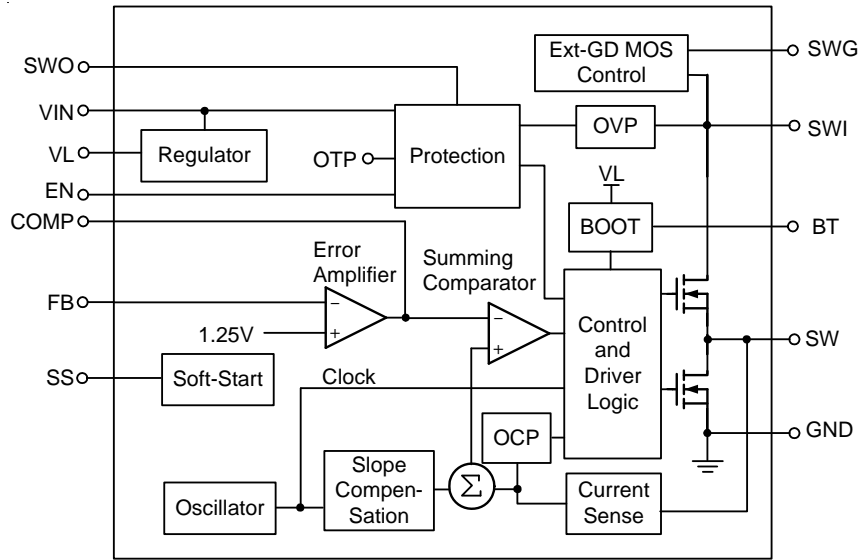 Ext-GD MOS
Control
SWG
SWO
VIN
OVP
SWI
VL
Regulator
OTP
Protection
EN
VL
COMP
BOOT
BT
Error
Amplifier
Summing
Comparator
FB
−
+
1.25V
−
+
Control
and
Driver
Logic
SW
SS
Soft-Start
Clock
OCP
GND
Oscillator
Slope
Compen-
Sation
Σ
Current
Sense